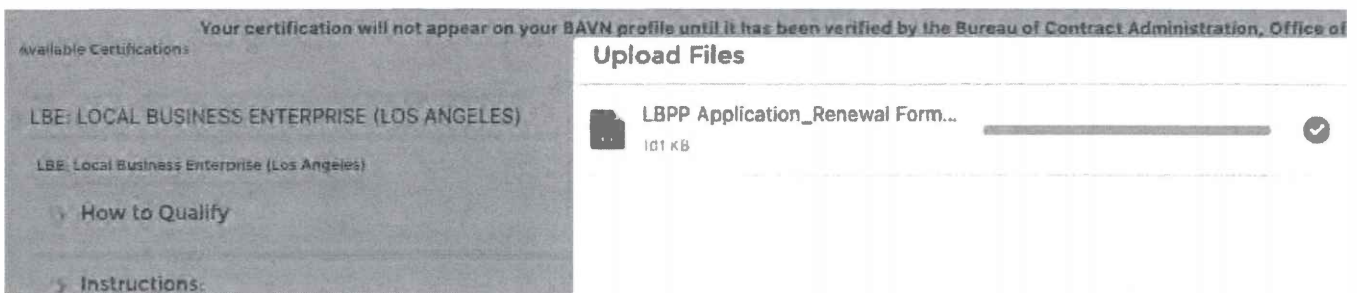 Your certification will not appear on your BAVN profile until it has been verified by the Bureau of Contract Administration, Office of
Available Certifications
Upload Files
LBE: LOCAL BUSINESS ENTERPRISE (LOS ANGELES)
LBPP Application_Renewal Form...
101 KB
LBE: Local Business Enterprise (Los Angeles)
How to Qualify
Instructions: